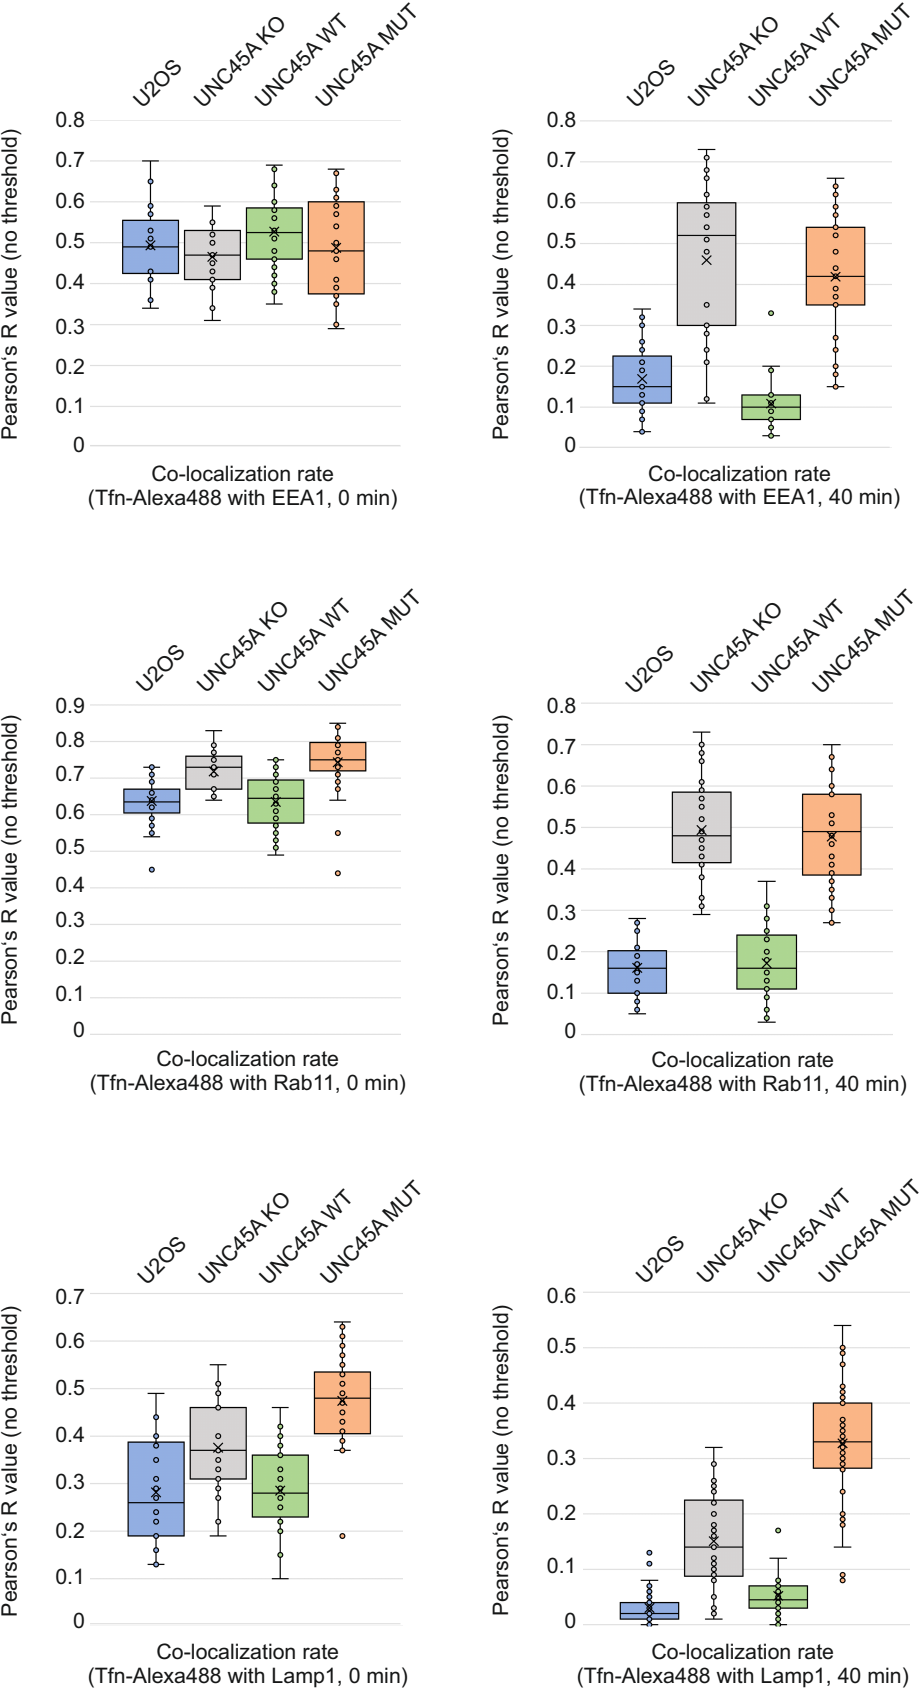 U2OS
UNC45A KO
UNC45A WT
UNC45A MUT
Pearson‘s R value (no threshold)
0.8
0.7
0.6
0.5
0.4
0.3
0.2
0.1
0
Co-localization rate
(Tfn-Alexa488 with EEA1, 0 min)
U2OS
UNC45A KO
UNC45A WT
UNC45A MUT
Pearson‘s R value (no threshold)
0.8
0.7
0.6
0.5
0.4
0.3
0.2
0.1
0
Co-localization rate
(Tfn-Alexa488 with EEA1, 40 min)
U2OS
UNC45A KO
UNC45A WT
UNC45A MUT
Pearson‘s R value (no threshold)
0.9
0.8
0.7
0.6
0.5
0.4
0.3
0.2
0.1
0
Co-localization rate
(Tfn-Alexa488 with Rab11, 0 min)
U2OS
UNC45A KO
UNC45A WT
UNC45A MUT
Pearson‘s R value (no threshold)
0.8
0.7
0.6
0.5
0.4
0.3
0.2
0.1
0
Co-localization rate
(Tfn-Alexa488 with Rab11, 40 min)
U2OS
UNC45A KO
UNC45A WT
UNC45A MUT
Pearson‘s R value (no threshold)
0.7
0.6
0.5
0.4
0.3
0.2
0.1
0
Co-localization rate
(Tfn-Alexa488 with Lamp1, 0 min)
U2OS
UNC45A KO
UNC45A WT
UNC45A MUT
Pearson‘s R value (no threshold)
0.6
0.5
0.4
0.3
0.2
0.1
0
Co-localization rate
(Tfn-Alexa488 with Lamp1, 40 min)